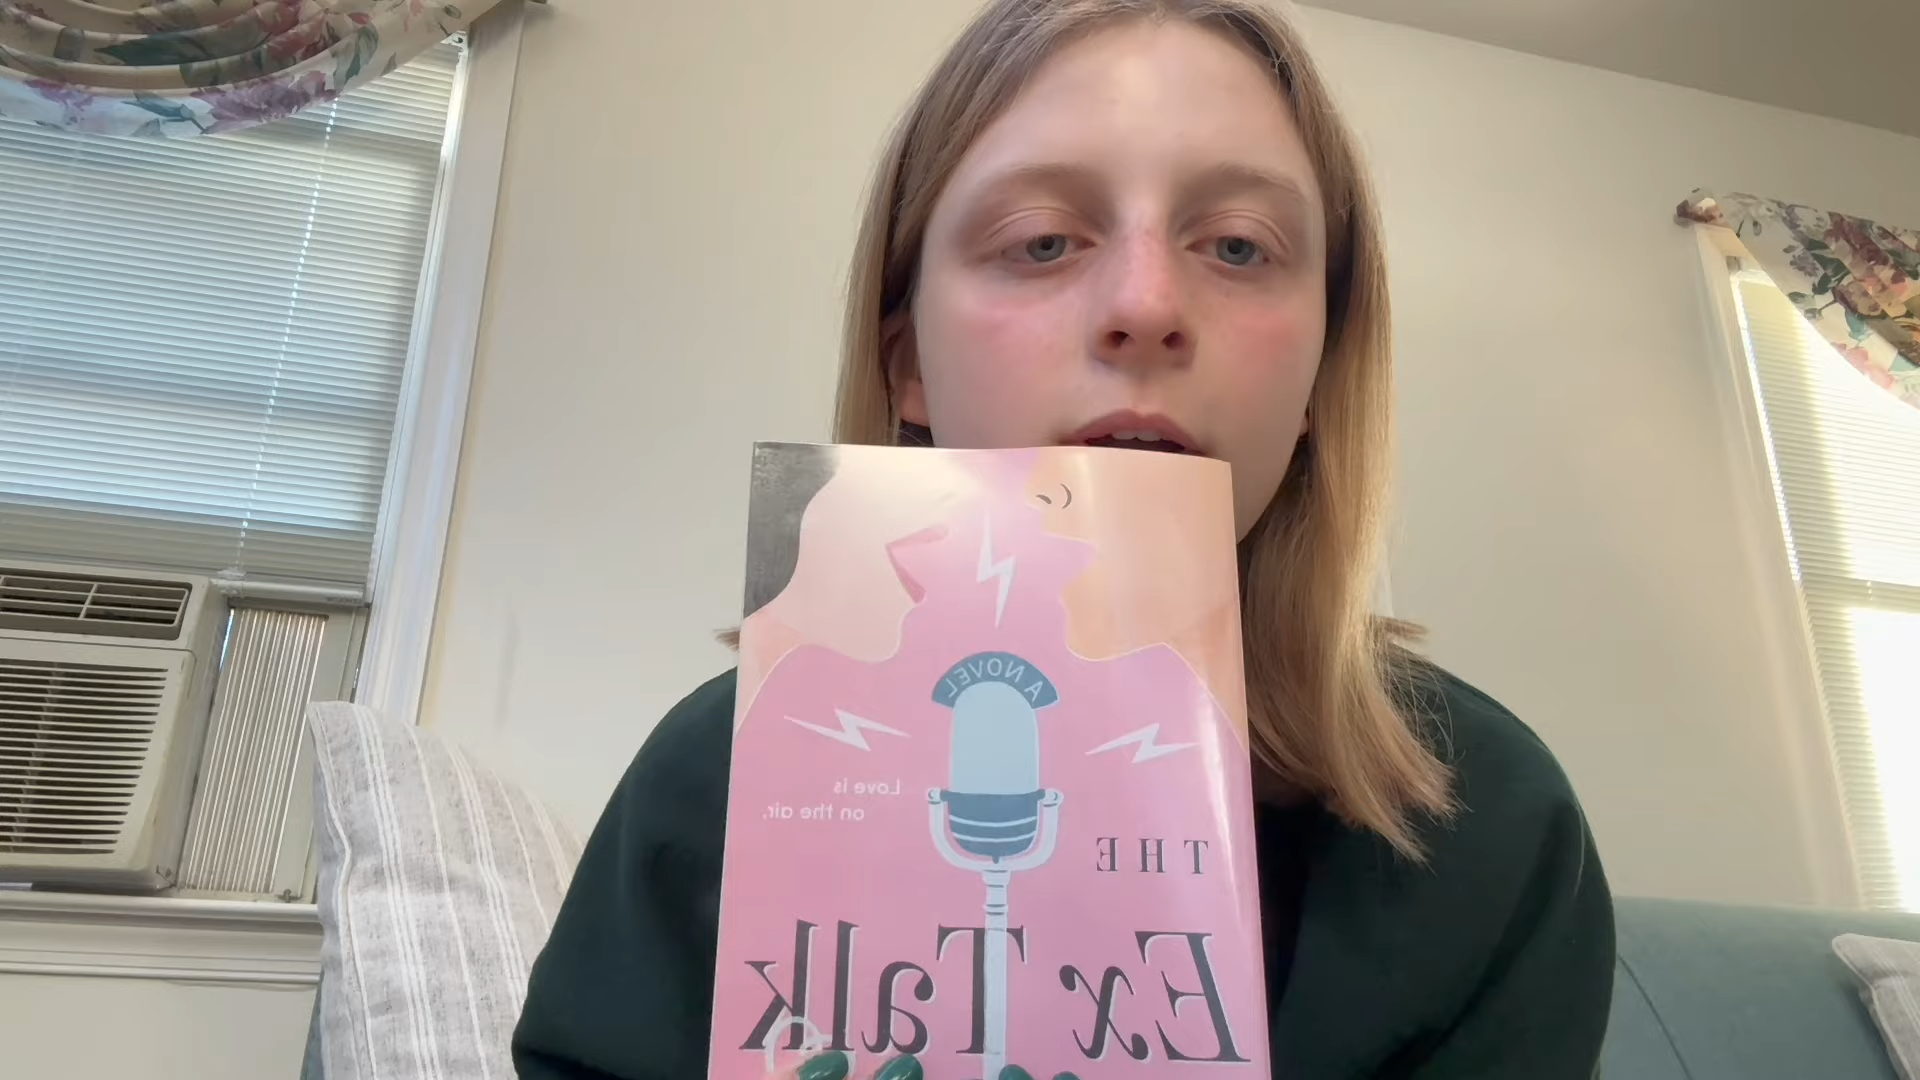 A NOVEL
Love is
on the air.
THE
Ex Talk